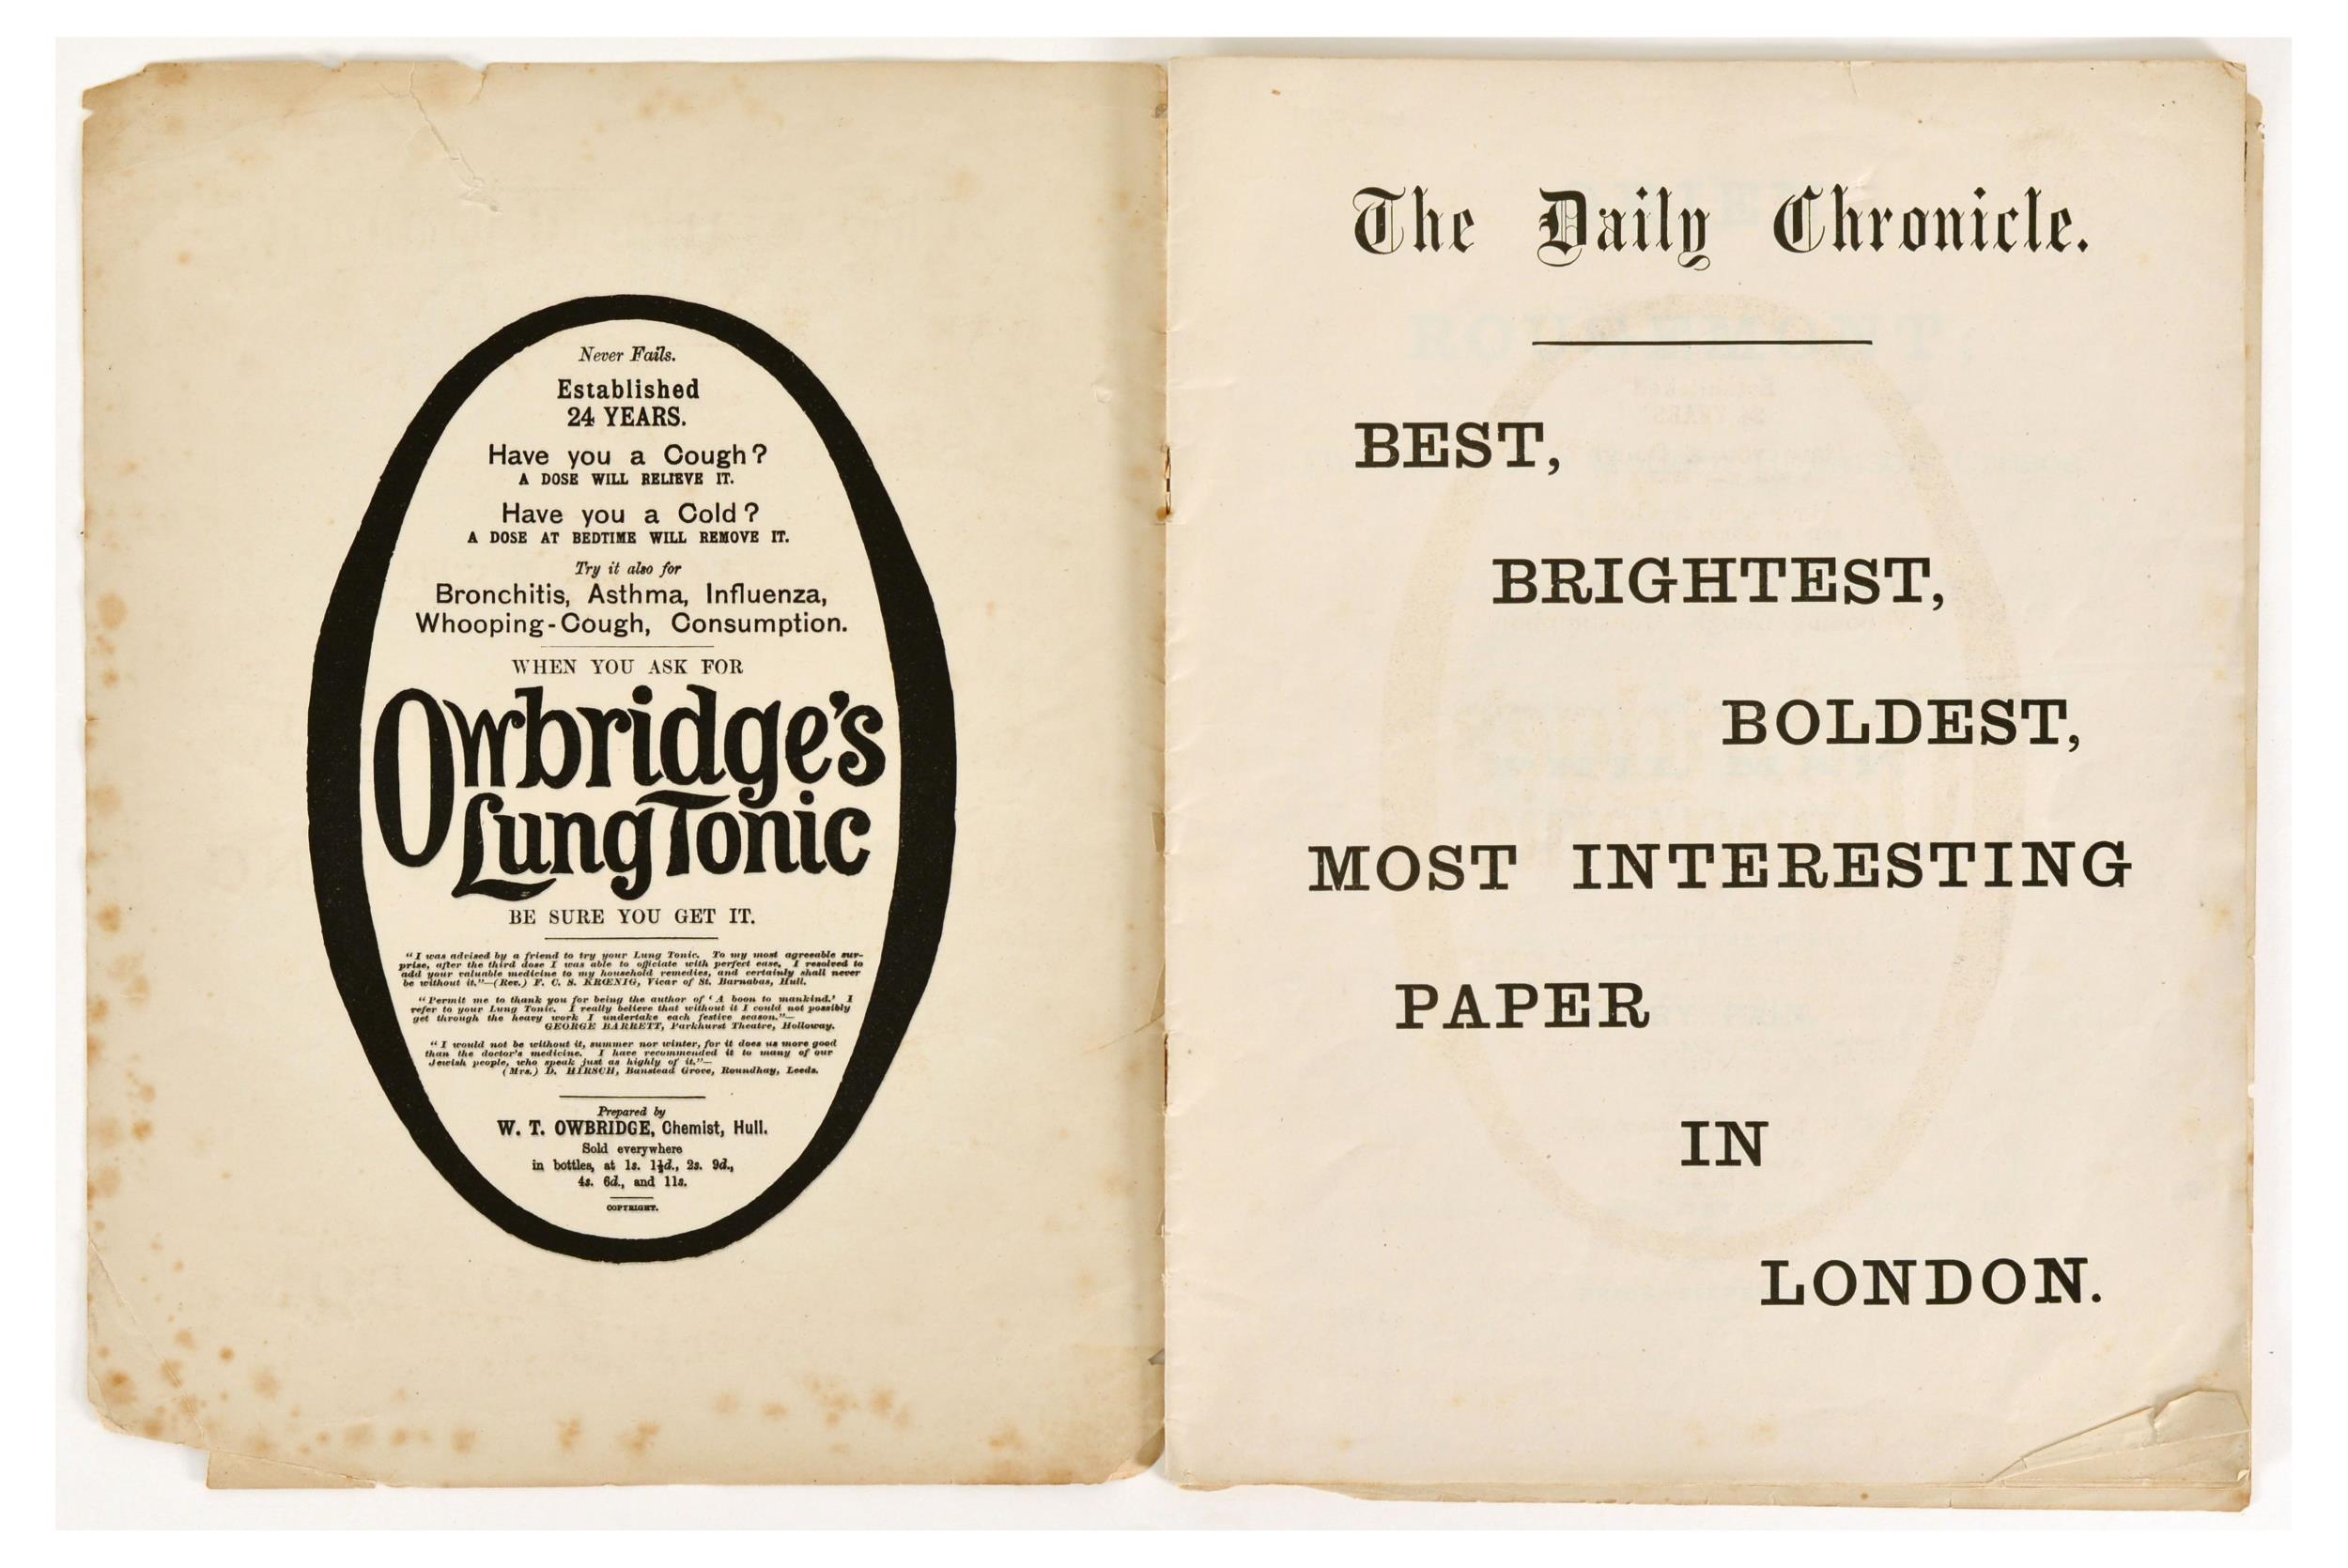 Never Fails.
Established
24 YEARS.
Have you a Cough?
A DOSE WILL RELIEVE IT.
Have you a Cold?
A DOSE AT BEDTIME WILL REMOVE IT.
Try it also for
Bronchitis, Asthma, Influenza,
Whooping-Cough, Consumption.
WHEN YOU ASK FOR
Owbridge's
Lung Tonic
BE SURE YOU GET IT.
"I was advised by a friend to try your Lung Tonic. To my most agreeable sur-
prise, after the third dose I was able to officiate with perfect ease. I resolved to
add your valuable medicine to my household remedies, and certainly shall never
be without it."—(Rev.) F. C. S. KRŒNIG, Vicar of St. Barnabas, Hull.
"Permit me to thank you for being the author of 'A boon to mankind.' I
refer to your Lung Tonic. I really believe that without it I could not possibly
get through the heavy work I undertake each festive season."—
GEORGE BARRETT, Parkhurst Theatre, Holloway.
"I would not be without it, summer nor winter, for it does us more good
than the doctor's medicine. I have recommended it to many of our
Jewish people, who speak just as highly of it."—
(Mrs.) D. HIRSCH, Banstead Grove, Roundhay, Leeds.
Prepared by
W. T. OWBRIDGE, Chemist, Hull.
Sold everywhere
in bottles, at 1s. 1½d., 2s. 9d.,
4s. 6d., and 11s.
COPYRIGHT.
The Daily Chronicle.
BEST,
BRIGHTEST,
BOLDEST,
MOST INTERESTING
PAPER
IN
LONDON.